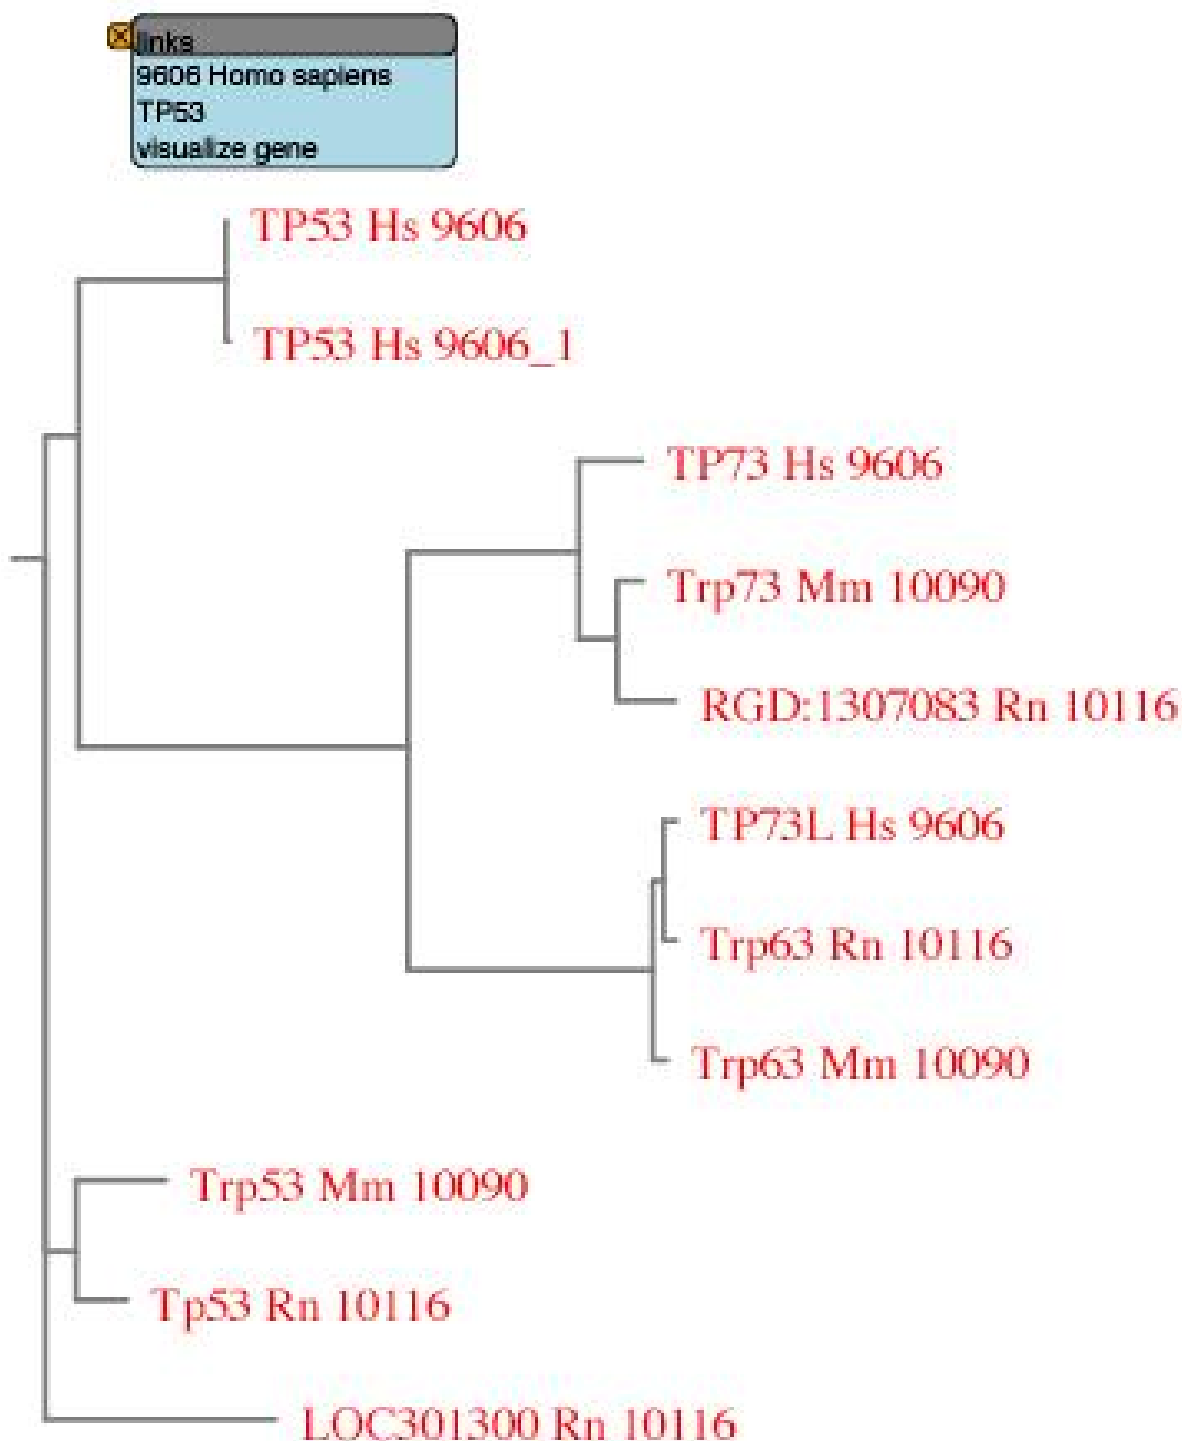 links
9606 Homo sapiens
TP53
visualize gene
TP53 Hs 9606
TP53 Hs 9606_1
TP73 Hs 9606
Trp73 Mm 10090
RGD:1307083 Rn 10116
TP73L Hs 9606
Trp63 Rn 10116
Trp63 Mm 10090
Trp53 Mm 10090
Tp53 Rn 10116
LOC301300 Rn 10116